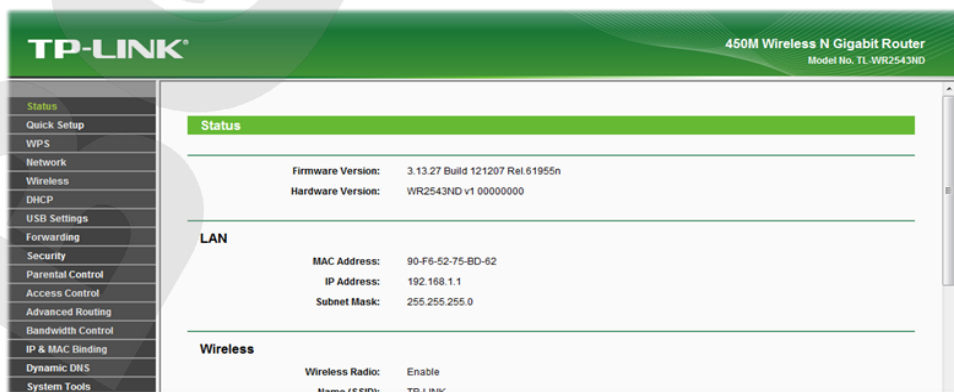 TP-LINK®
450M Wireless N Gigabit Router
Model No. TL-WR2543ND
Status
Quick Setup
WPS
Network
Wireless
DHCP
USB Settings
Forwarding
Security
Parental Control
Access Control
Advanced Routing
Bandwidth Control
IP & MAC Binding
Dynamic DNS
System Tools
Status
Firmware Version: 3.13.27 Build 121207 Rel.61955n
Hardware Version: WR2543ND v1 00000000
LAN
MAC Address: 90-F6-52-75-BD-62
IP Address: 192.168.1.1
Subnet Mask: 255.255.255.0
Wireless
Wireless Radio: Enable
Name (SSID): TP-LINK